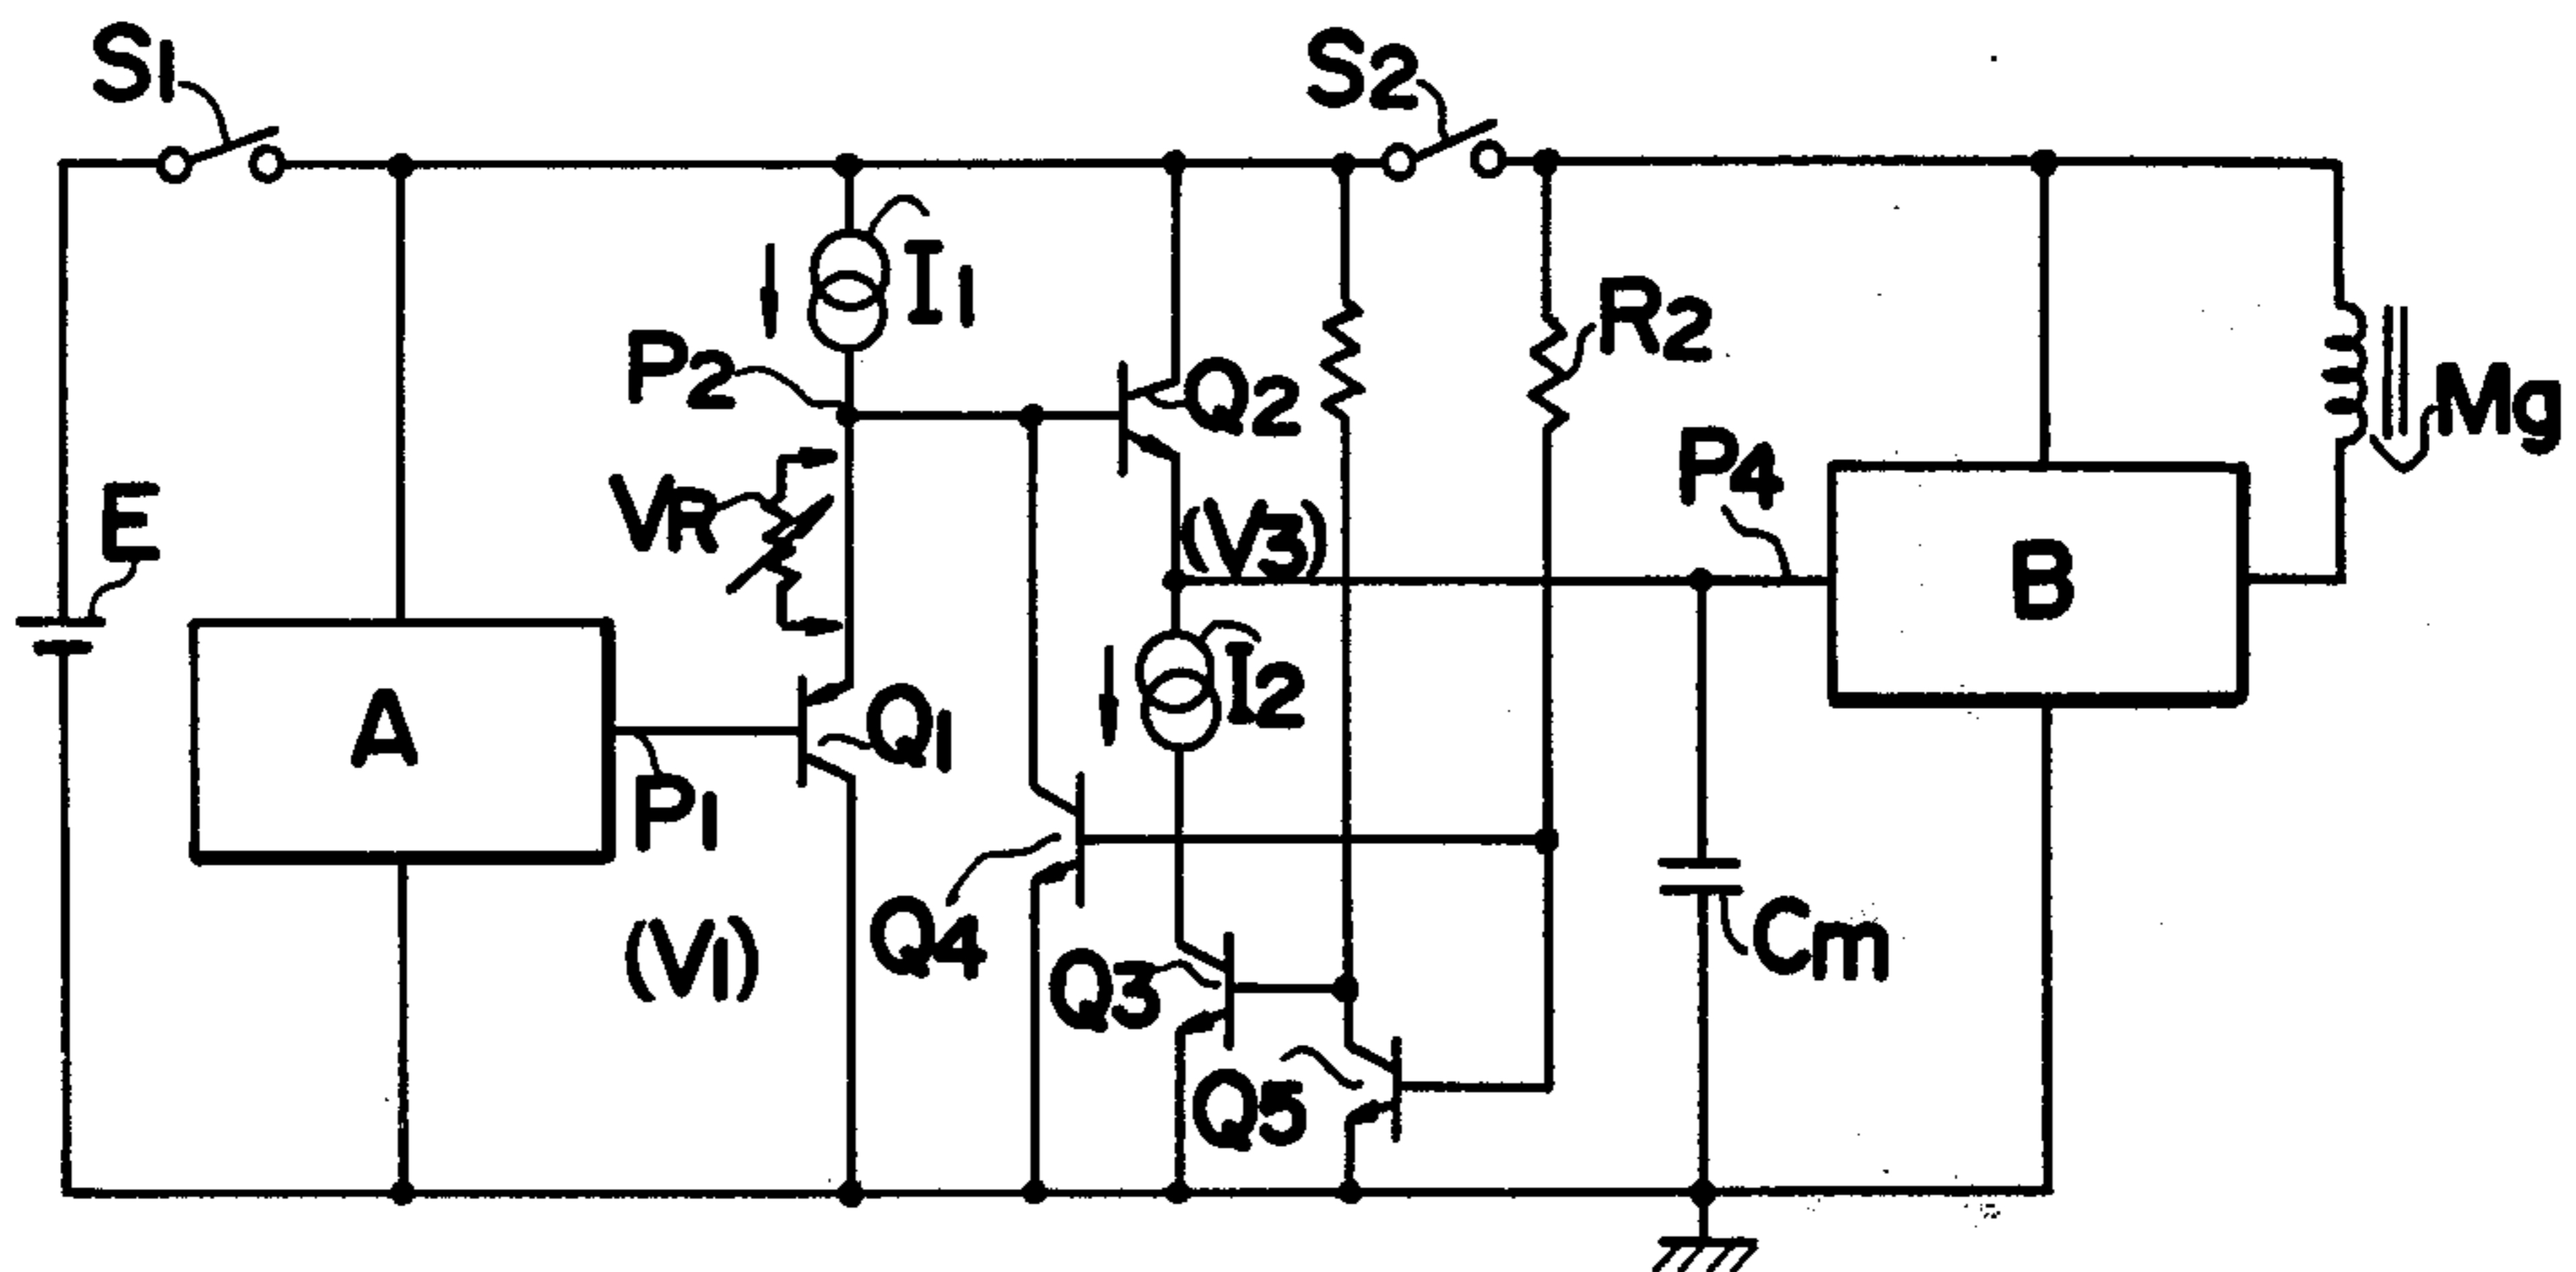 S1
S2
I1
P2
Q2
R2
Mg
E
VR
(V3)
P4
B
A
Q1
I2
P1
(V1)
Q4
Q3
Cm
Q5